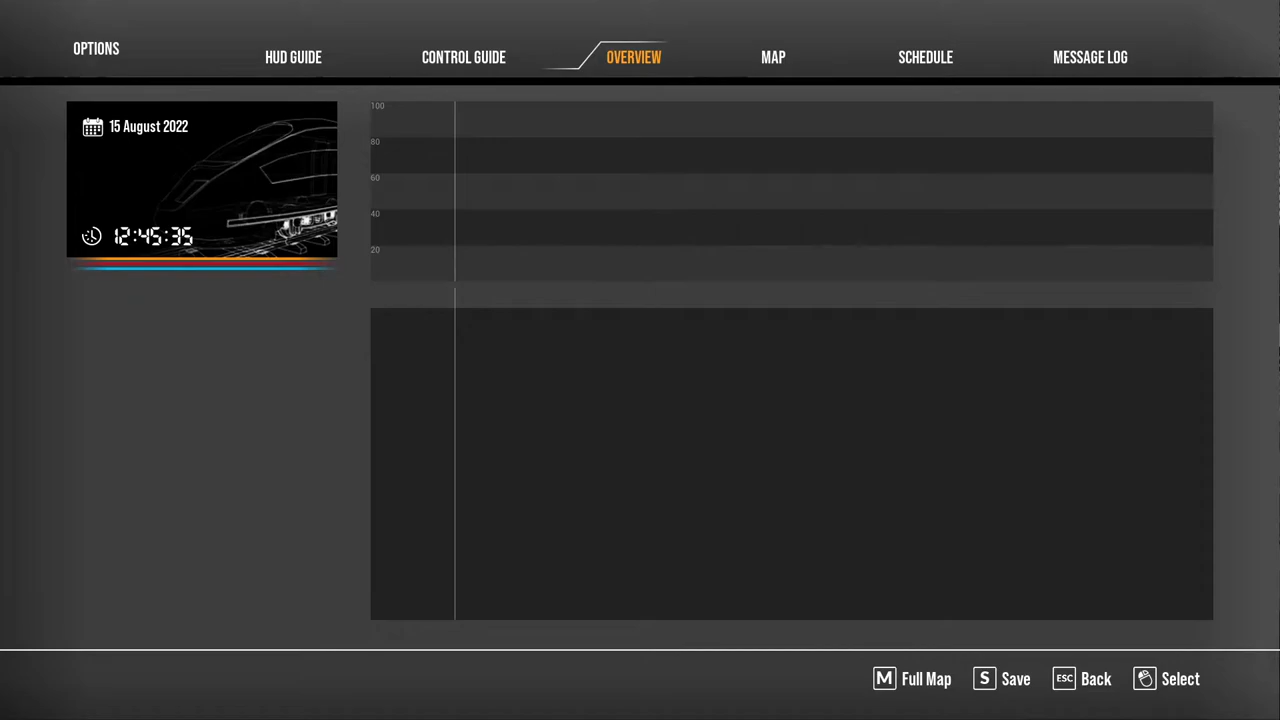 OPTIONS
HUD GUIDE
CONTROL GUIDE
OVERVIEW
MAP
SCHEDULE
MESSAGE LOG
15 August 2022
12:45:35
100
80
60
40
20
M Full Map
S Save
ESC Back
Select